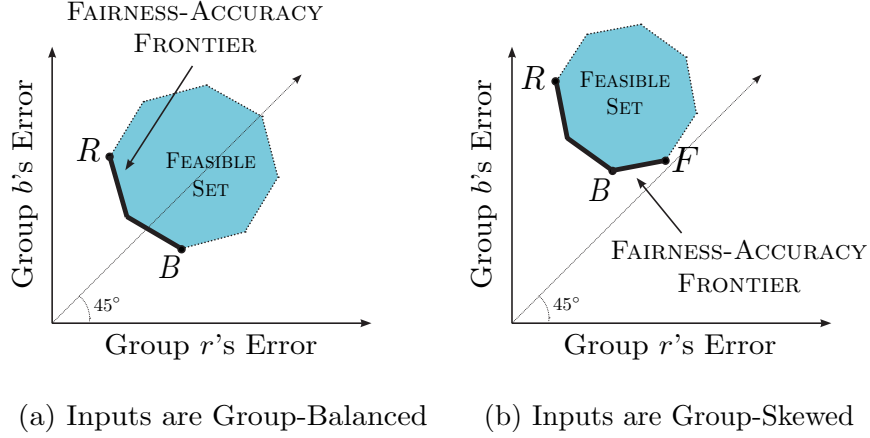 FAIRNESS-ACCURACY
FRONTIER
Group b's Error
R
FEASIBLE
SET
B
45°
Group r's Error
(a) Inputs are Group-Balanced
Group b's Error
R
FEASIBLE
SET
F
B
FAIRNESS-ACCURACY
FRONTIER
45°
Group r's Error
(b) Inputs are Group-Skewed